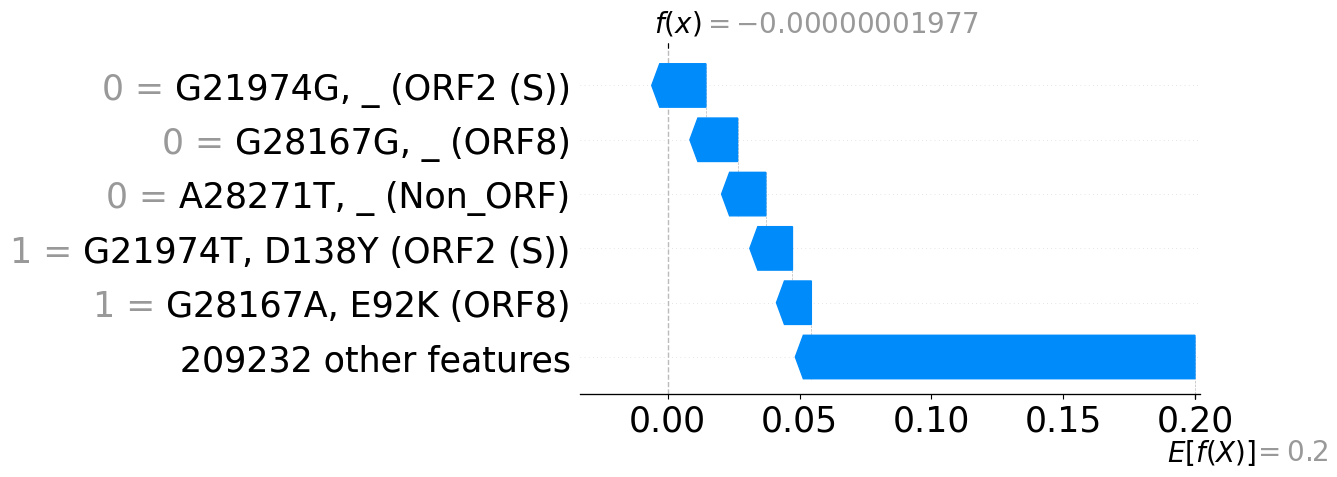 f(x) = −0.00000001977
0 = G21974G, _ (ORF2 (S))
0 = G28167G, _ (ORF8)
0 = A28271T, _ (Non_ORF)
1 = G21974T, D138Y (ORF2 (S))
1 = G28167A, E92K (ORF8)
209232 other features
0.00 0.05 0.10 0.15 0.20
E[f(X)] = 0.2